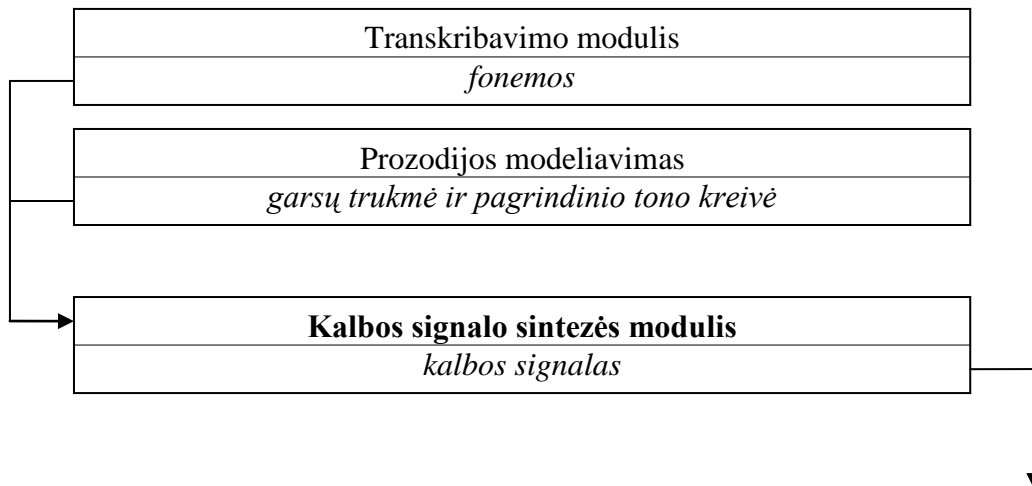 Transkribavimo modulis
fonemos
Prozodijos modeliavimas
garsų trukmė ir pagrindinio tono kreivė
Kalbos signalo sintezės modulis
kalbos signalas